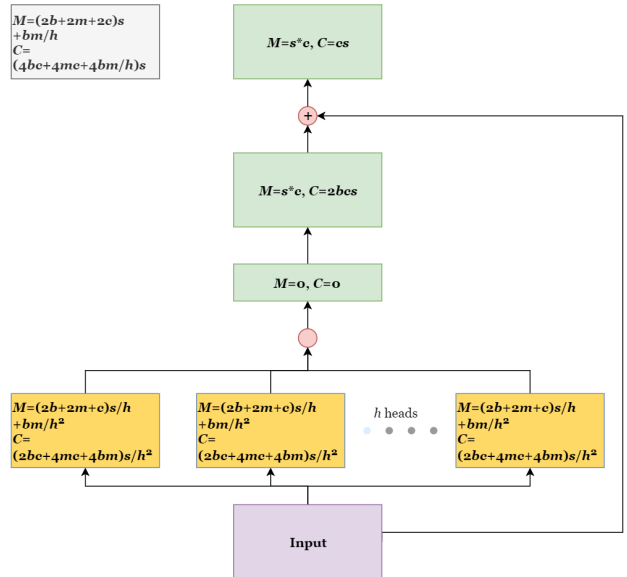 M=(2b+2m+2c)s
+bm/h
C=
(4bc+4mc+4bm/h)s
M=s*c, C=cs
+
M=s*c, C=2bcs
M=0, C=0
M=(2b+2m+c)s/h
+bm/h²
C=
(2bc+4mc+4bm)s/h²
M=(2b+2m+c)s/h
+bm/h²
C=
(2bc+4mc+4bm)s/h²
h heads
M=(2b+2m+c)s/h
+bm/h²
C=
(2bc+4mc+4bm)s/h²
Input